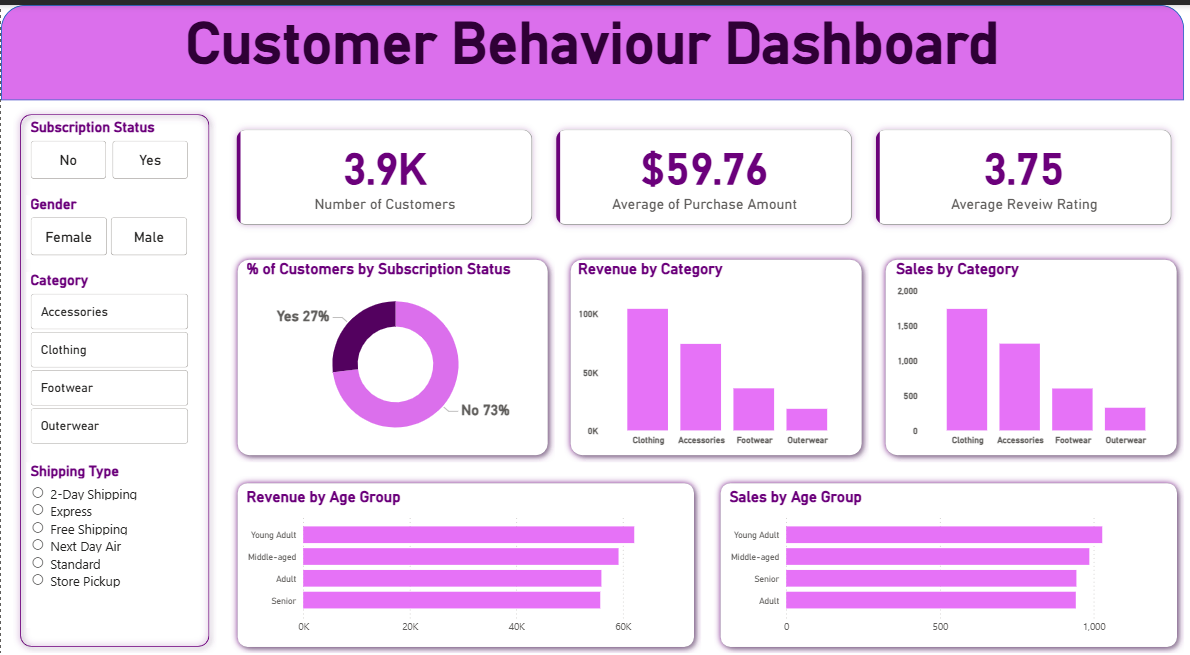 Customer Behaviour Dashboard
Subscription Status
No Yes
Gender
Female Male
Category
Accessories
Clothing
Footwear
Outerwear
Shipping Type
2-Day Shipping
Express
Free Shipping
Next Day Air
Standard
Store Pickup
3.9K
Number of Customers
$59.76
Average of Purchase Amount
3.75
Average Reveiw Rating
% of Customers by Subscription Status
Yes 27%
No 73%
Revenue by Category
100K
50K
0K
Clothing Accessories Footwear Outerwear
Sales by Category
2,000
1,500
1,000
500
0
Clothing Accessories Footwear Outerwear
Revenue by Age Group
Young Adult
Middle-aged
Adult
Senior
0K 20K 40K 60K
Sales by Age Group
Young Adult
Middle-aged
Senior
Adult
0 500 1,000